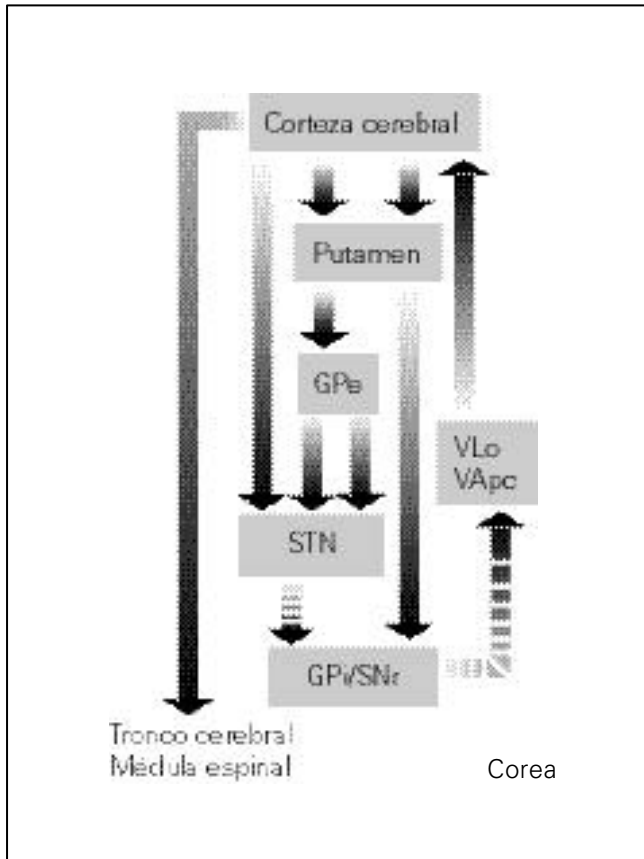 Corteza cerebral
Putamen
GPe
VLo
VApc
STN
GPi/SNr
Tronco cerebral
Médula espinal
Corea